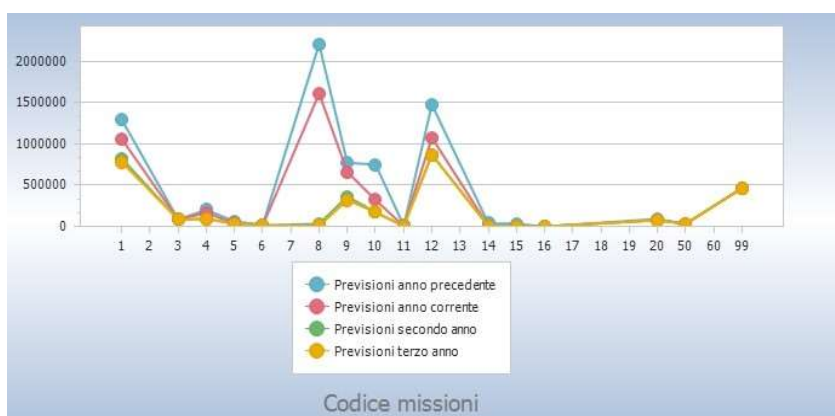 2000000
1500000
1000000
500000
0
1 2 3 4 5 6 7 8 9 10 11 12 13 14 15 16 17 18 19 20 50 60 99
Previsioni anno precedente
Previsioni anno corrente
Previsioni secondo anno
Previsioni terzo anno
Codice missioni